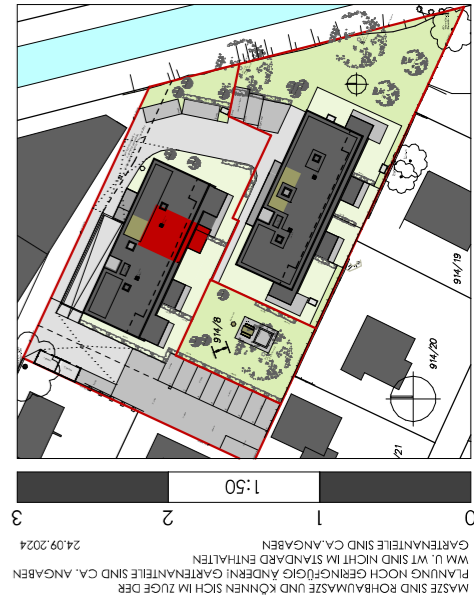 MASZE SIND ROHBAUMASZE UND KÖNNEN SICH IM ZUGE DER
PLANUNG NOCH GERINGFÜGIG ÄNDERN! GARTENANTEILE SIND CA. ANGABEN
WM U. WT SIND NICHT IM STANDARD ENTHALTEN
GARTENANTEILE SIND CA.ANGABEN
24.09.2024
0 1 2 3
1:50
/21
914/20
914/19
914/8